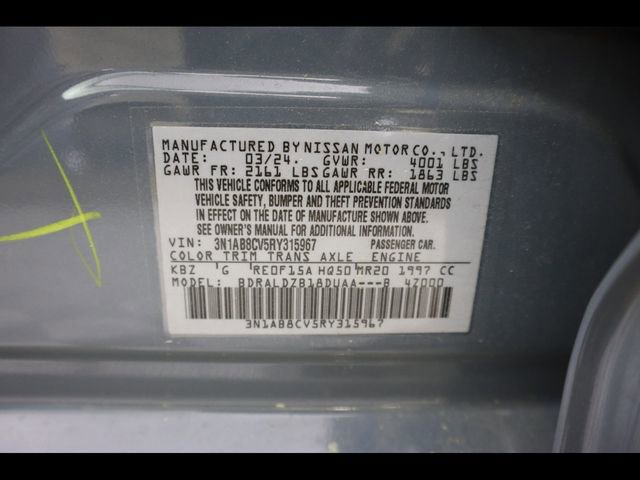 MANUFACTURED BY NISSAN MOTOR CO., LTD.
DATE: 03/24 GVWR: 4001 LBS
GAWR FR: 2161 LBS GAWR RR: 1863 LBS
THIS VEHICLE CONFORMS TO ALL APPLICABLE FEDERAL MOTOR
VEHICLE SAFETY, BUMPER AND THEFT PREVENTION STANDARDS
IN EFFECT ON THE DATE OF MANUFACTURE SHOWN ABOVE.
SEE OWNER'S MANUAL FOR ADDITIONAL INFORMATION.
VIN: 3N1AB8CV5RY315967 PASSENGER CAR.
COLOR TRIM TRANS AXLE ENGINE
KBZ 'G 'RE0F15A HQ50 'MR20 1997 CC
MODEL: BDRALDZB18DUAA---B 4Z000
3N1AB8CV5RY315967